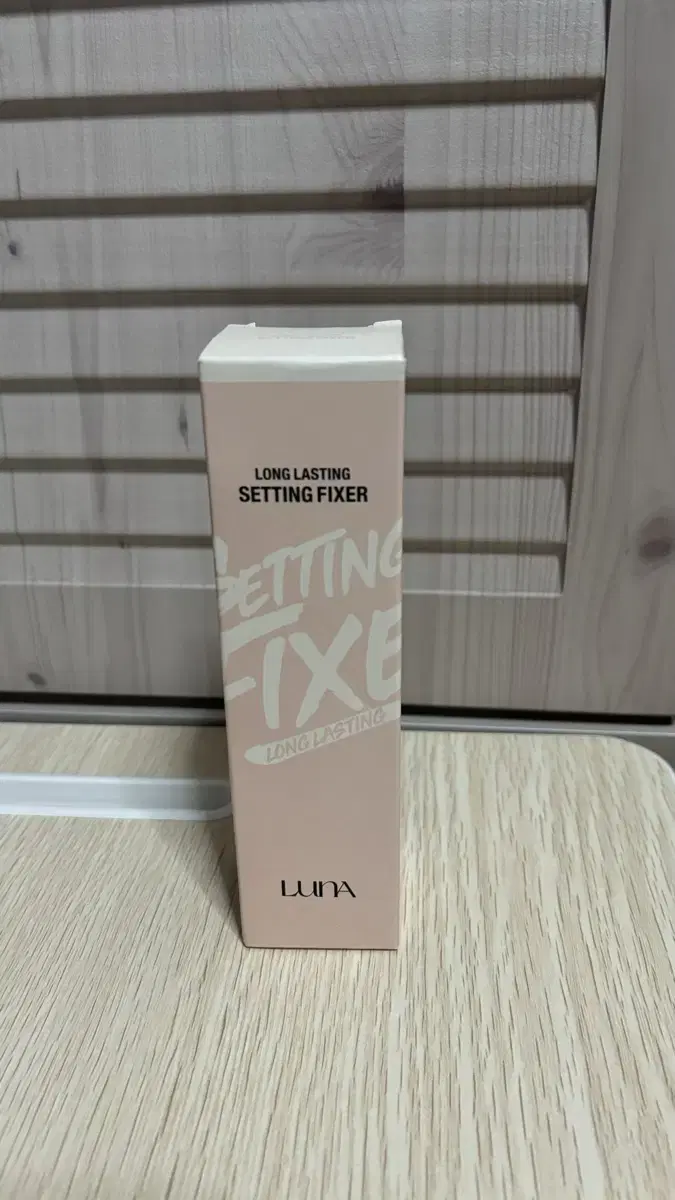 LONG LASTING
SETTING FIXER
SETTING
FIXE
LONG LASTING
LUNA